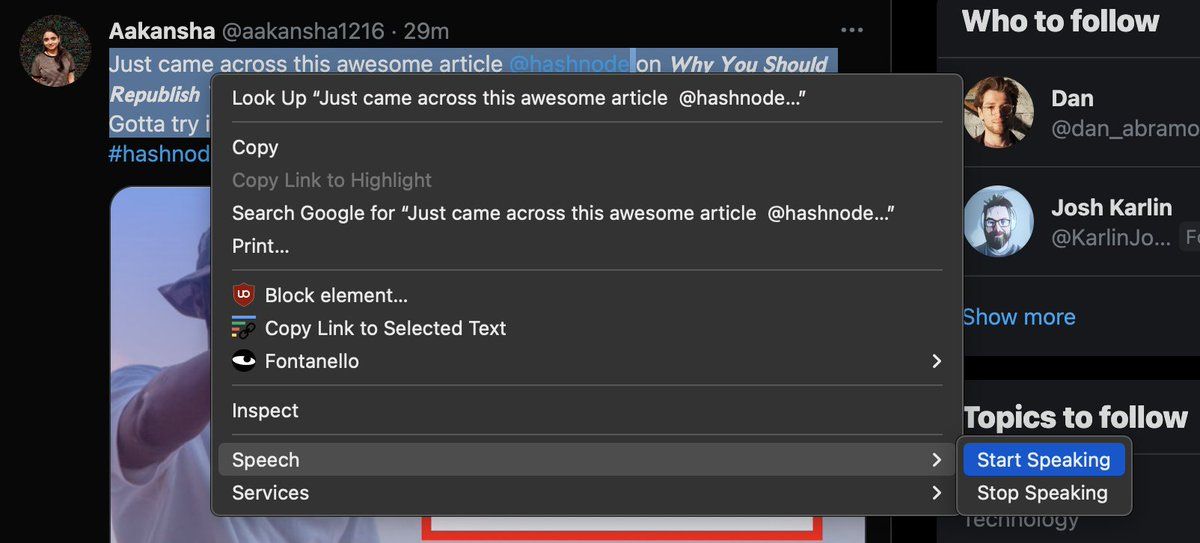 Aakansha @aakansha1216 · 29m
Just came across this awesome article @hashnode on 𝙒𝙝𝙮 𝙔𝙤𝙪 𝙎𝙝𝙤𝙪𝙡𝙙
𝙍𝙚𝙥𝙪𝙗𝙡𝙞𝙨𝙝
Gotta try i
#hashnod
Look Up “Just came across this awesome article @hashnode...”
Copy
Copy Link to Highlight
Search Google for “Just came across this awesome article @hashnode...”
Print...
Block element...
Copy Link to Selected Text
Fontanello
Inspect
Speech
Services
Start Speaking
Stop Speaking
Who to follow
Dan
@dan_abramo
Josh Karlin
@KarlinJo...
Fo
Show more
Topics to follow
Technology